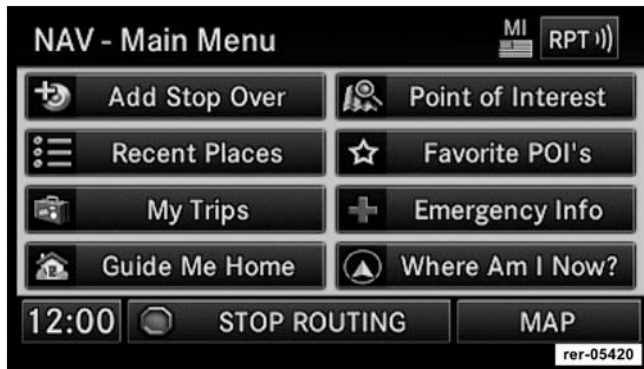 NAV - Main Menu
MI
RPT
Add Stop Over
Point of Interest
Recent Places
Favorite POI's
My Trips
Emergency Info
Guide Me Home
Where Am I Now?
12:00
STOP ROUTING
MAP
rer-05420